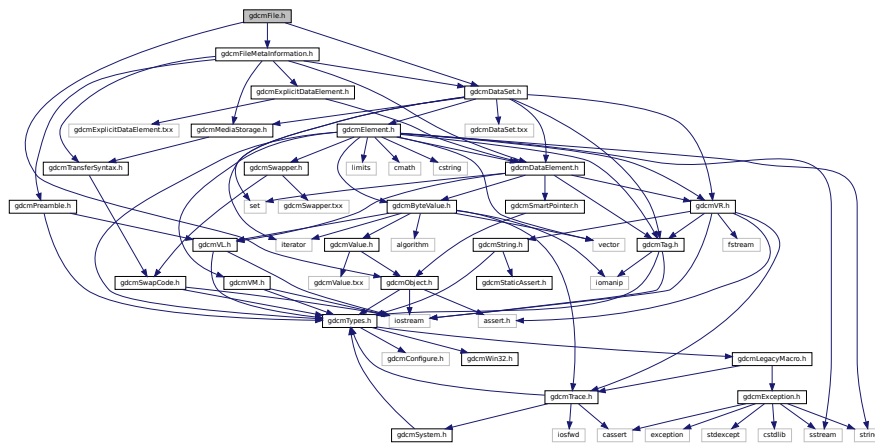 gdcmFile.h
gdcmFileMetaInformation.h
gdcmExplicitDataElement.h
gdcmDataSet.h
gdcmExplicitDataElement.txx
gdcmMediaStorage.h
gdcmElement.h
gdcmDataSet.txx
gdcmTransferSyntax.h
gdcmSwapper.h
limits
cmath
cstring
gdcmDataElement.h
gdcmPreamble.h
set
gdcmSwapper.txx
gdcmByteValue.h
gdcmSmartPointer.h
gdcmVR.h
gdcmVL.h
iterator
gdcmValue.h
algorithm
gdcmString.h
vector
gdcmTag.h
fstream
gdcmSwapCode.h
gdcmVM.h
gdcmValue.txx
gdcmObject.h
gdcmStaticAssert.h
iomanip
gdcmTypes.h
iostream
assert.h
gdcmConfigure.h
gdcmWin32.h
gdcmLegacyMacro.h
gdcmTrace.h
gdcmException.h
gdcmSystem.h
iosfwd
cassert
exception
stdexcept
cstdlib
sstream